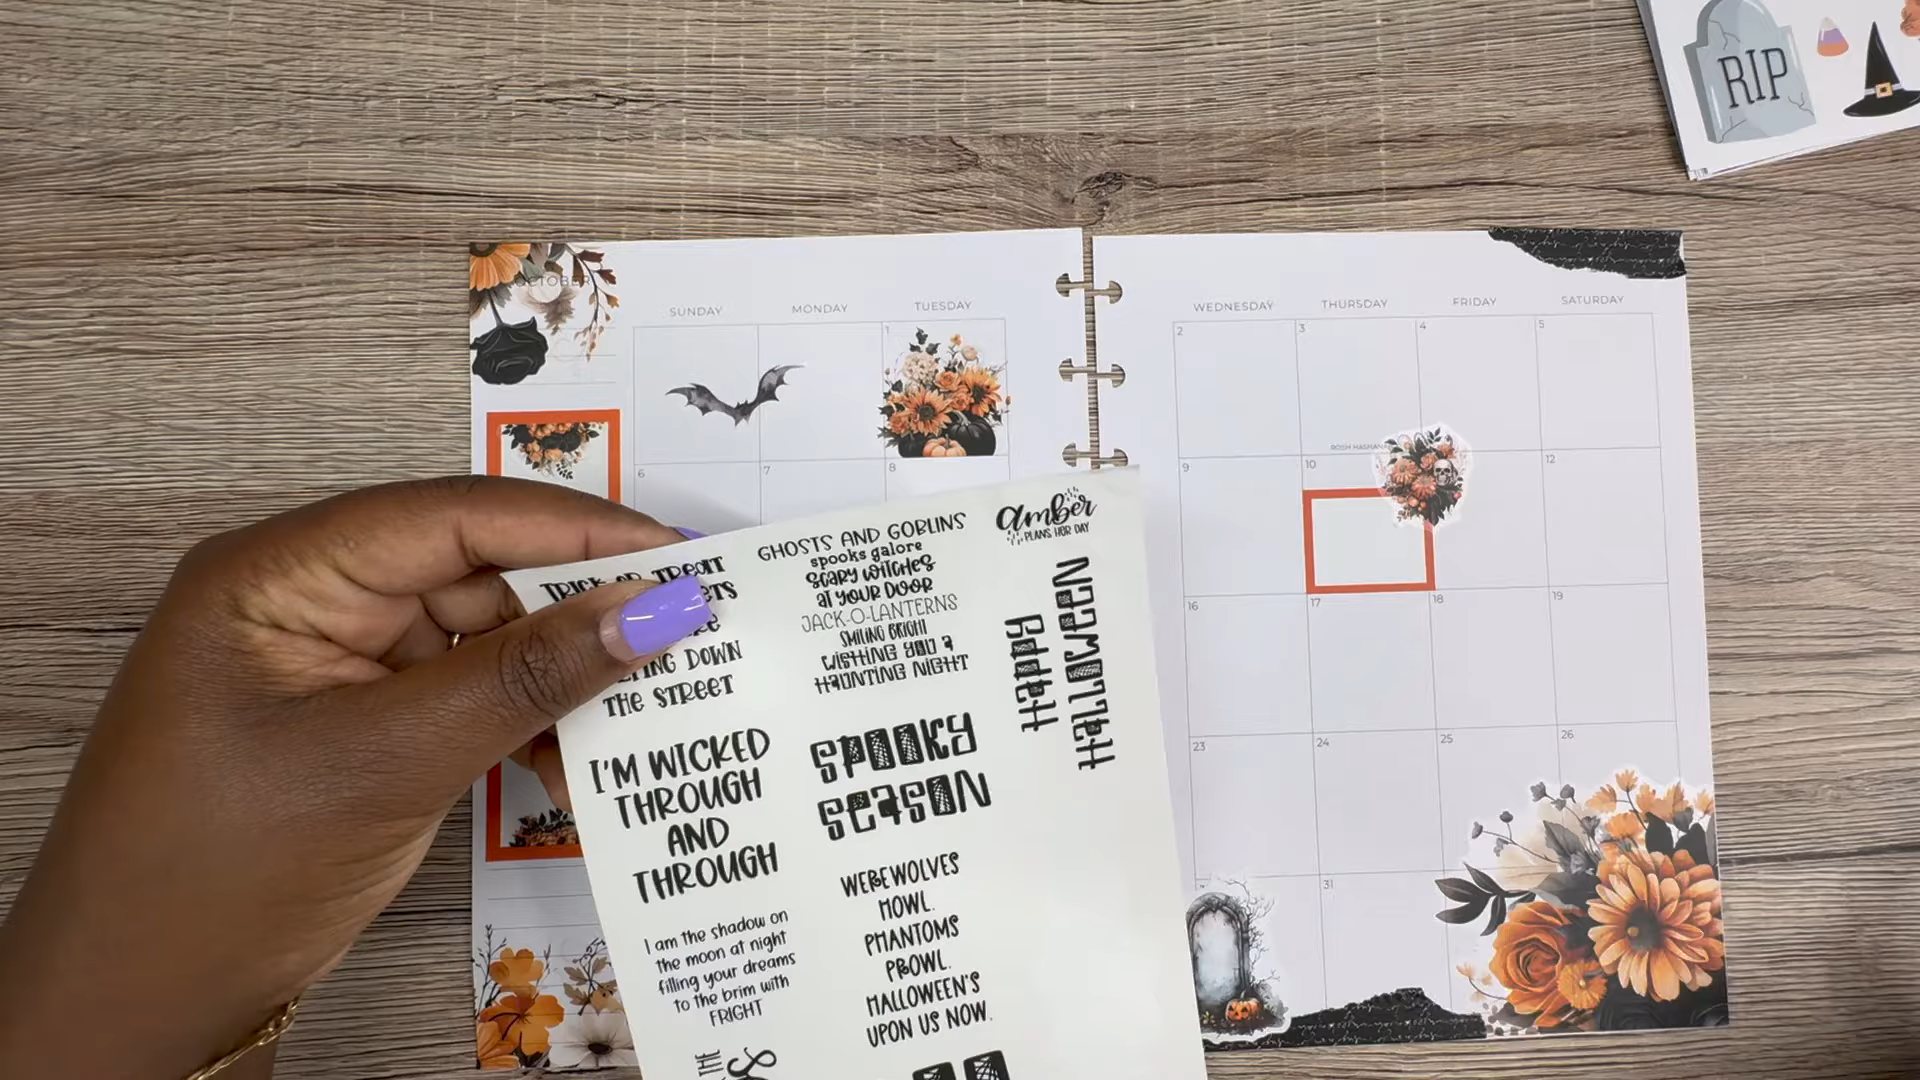 RIP
OCTOBER
SUNDAY
MONDAY
TUESDAY
1
6
7
8
WEDNESDAY
THURSDAY
FRIDAY
SATURDAY
2
3
4
5
9
10
12
16
17
18
19
23
24
25
26
31
TRICK OR TREAT
DOWN
THE STREET
I'M WICKED
THROUGH
AND
THROUGH
I am the shadow on
the moon at night
filling your dreams
to the brim with
FRIGHT
THE
GHOSTS AND GOBLINS
spooks galore
SCARY WITCHES
AT YOUR DOOR
JACK-O-LANTERNS
SMILING BRIGHT
WISHING YOU A
HAUNTING NIGHT
SPOOKY
SEASON
WEREWOLVES
HOWL.
PHANTOMS
PROWL.
HALLOWEEN'S
UPON US NOW.
amber
PLANS HER DAY
Happy
Halloween